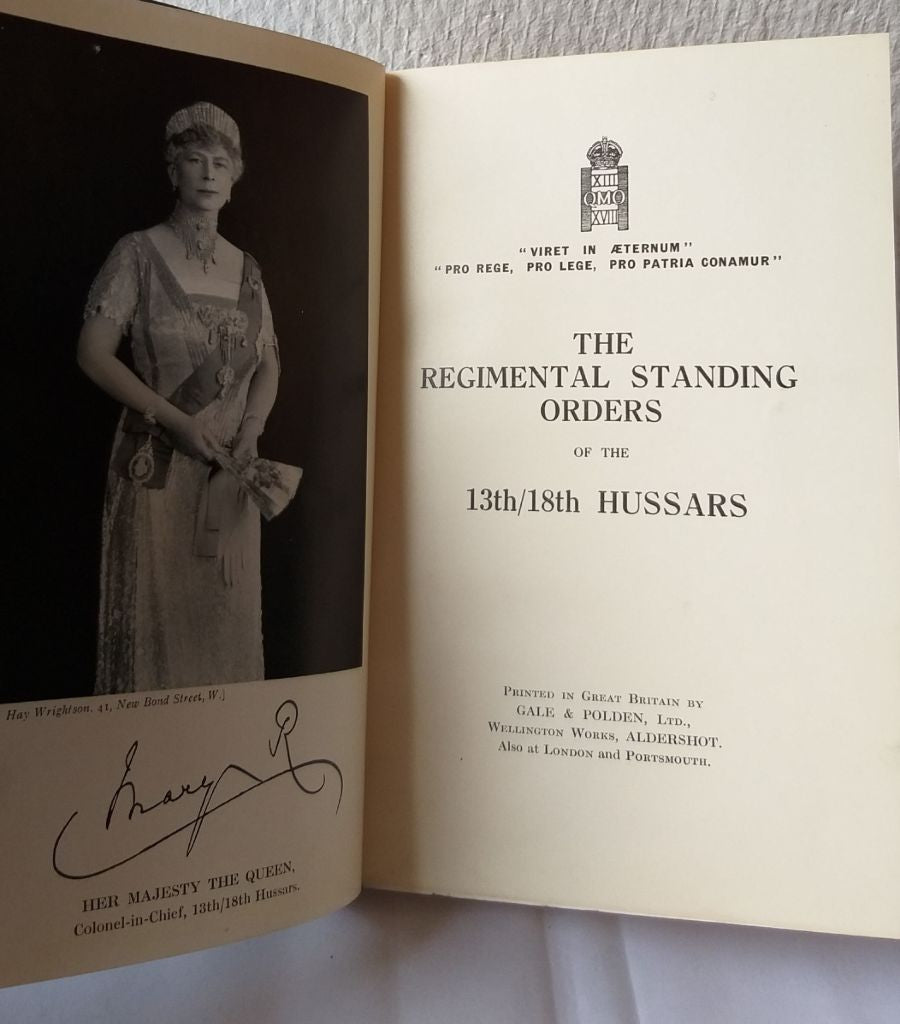 Hay Wrightson. 41, New Bond Street, W.]
Mary R
HER MAJESTY THE QUEEN,
Colonel-in-Chief, 13th/18th Hussars.
XIII
QMO
XVIII
"VIRET IN ÆTERNUM"
"PRO REGE, PRO LEGE, PRO PATRIA CONAMUR"
THE
REGIMENTAL STANDING
ORDERS
OF THE
13th/18th HUSSARS
PRINTED IN GREAT BRITAIN BY
GALE & POLDEN, LTD.,
WELLINGTON WORKS, ALDERSHOT.
Also at LONDON and PORTSMOUTH.